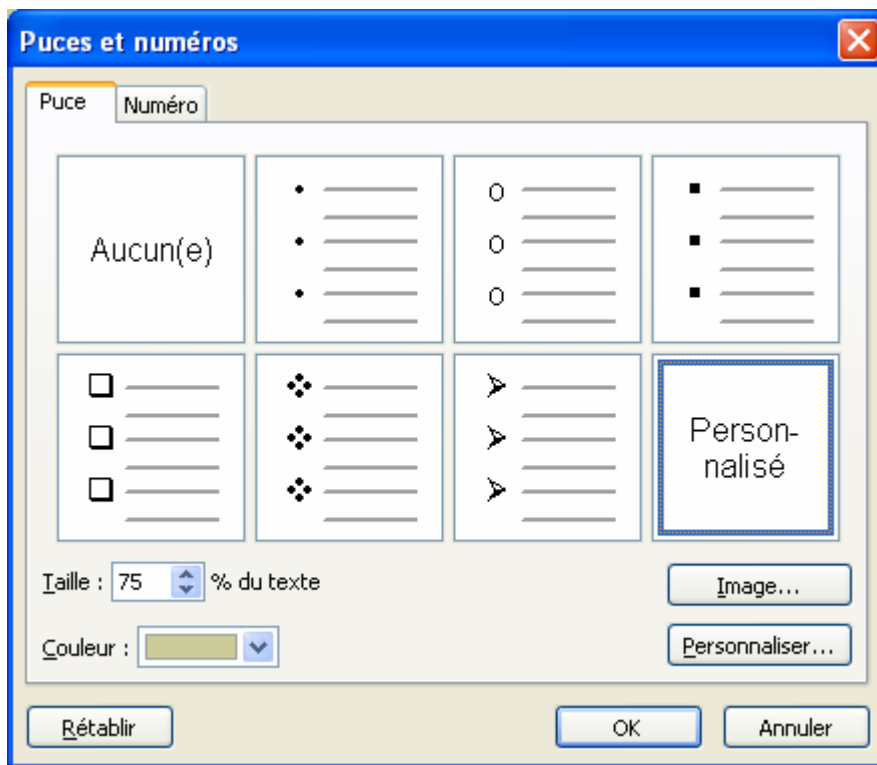 Puces et numéros
Puce
Numéro
Aucun(e)
Person-
nalisé
Taille : 75 % du texte
Image...
Couleur :
Personnaliser...
Rétablir
OK
Annuler